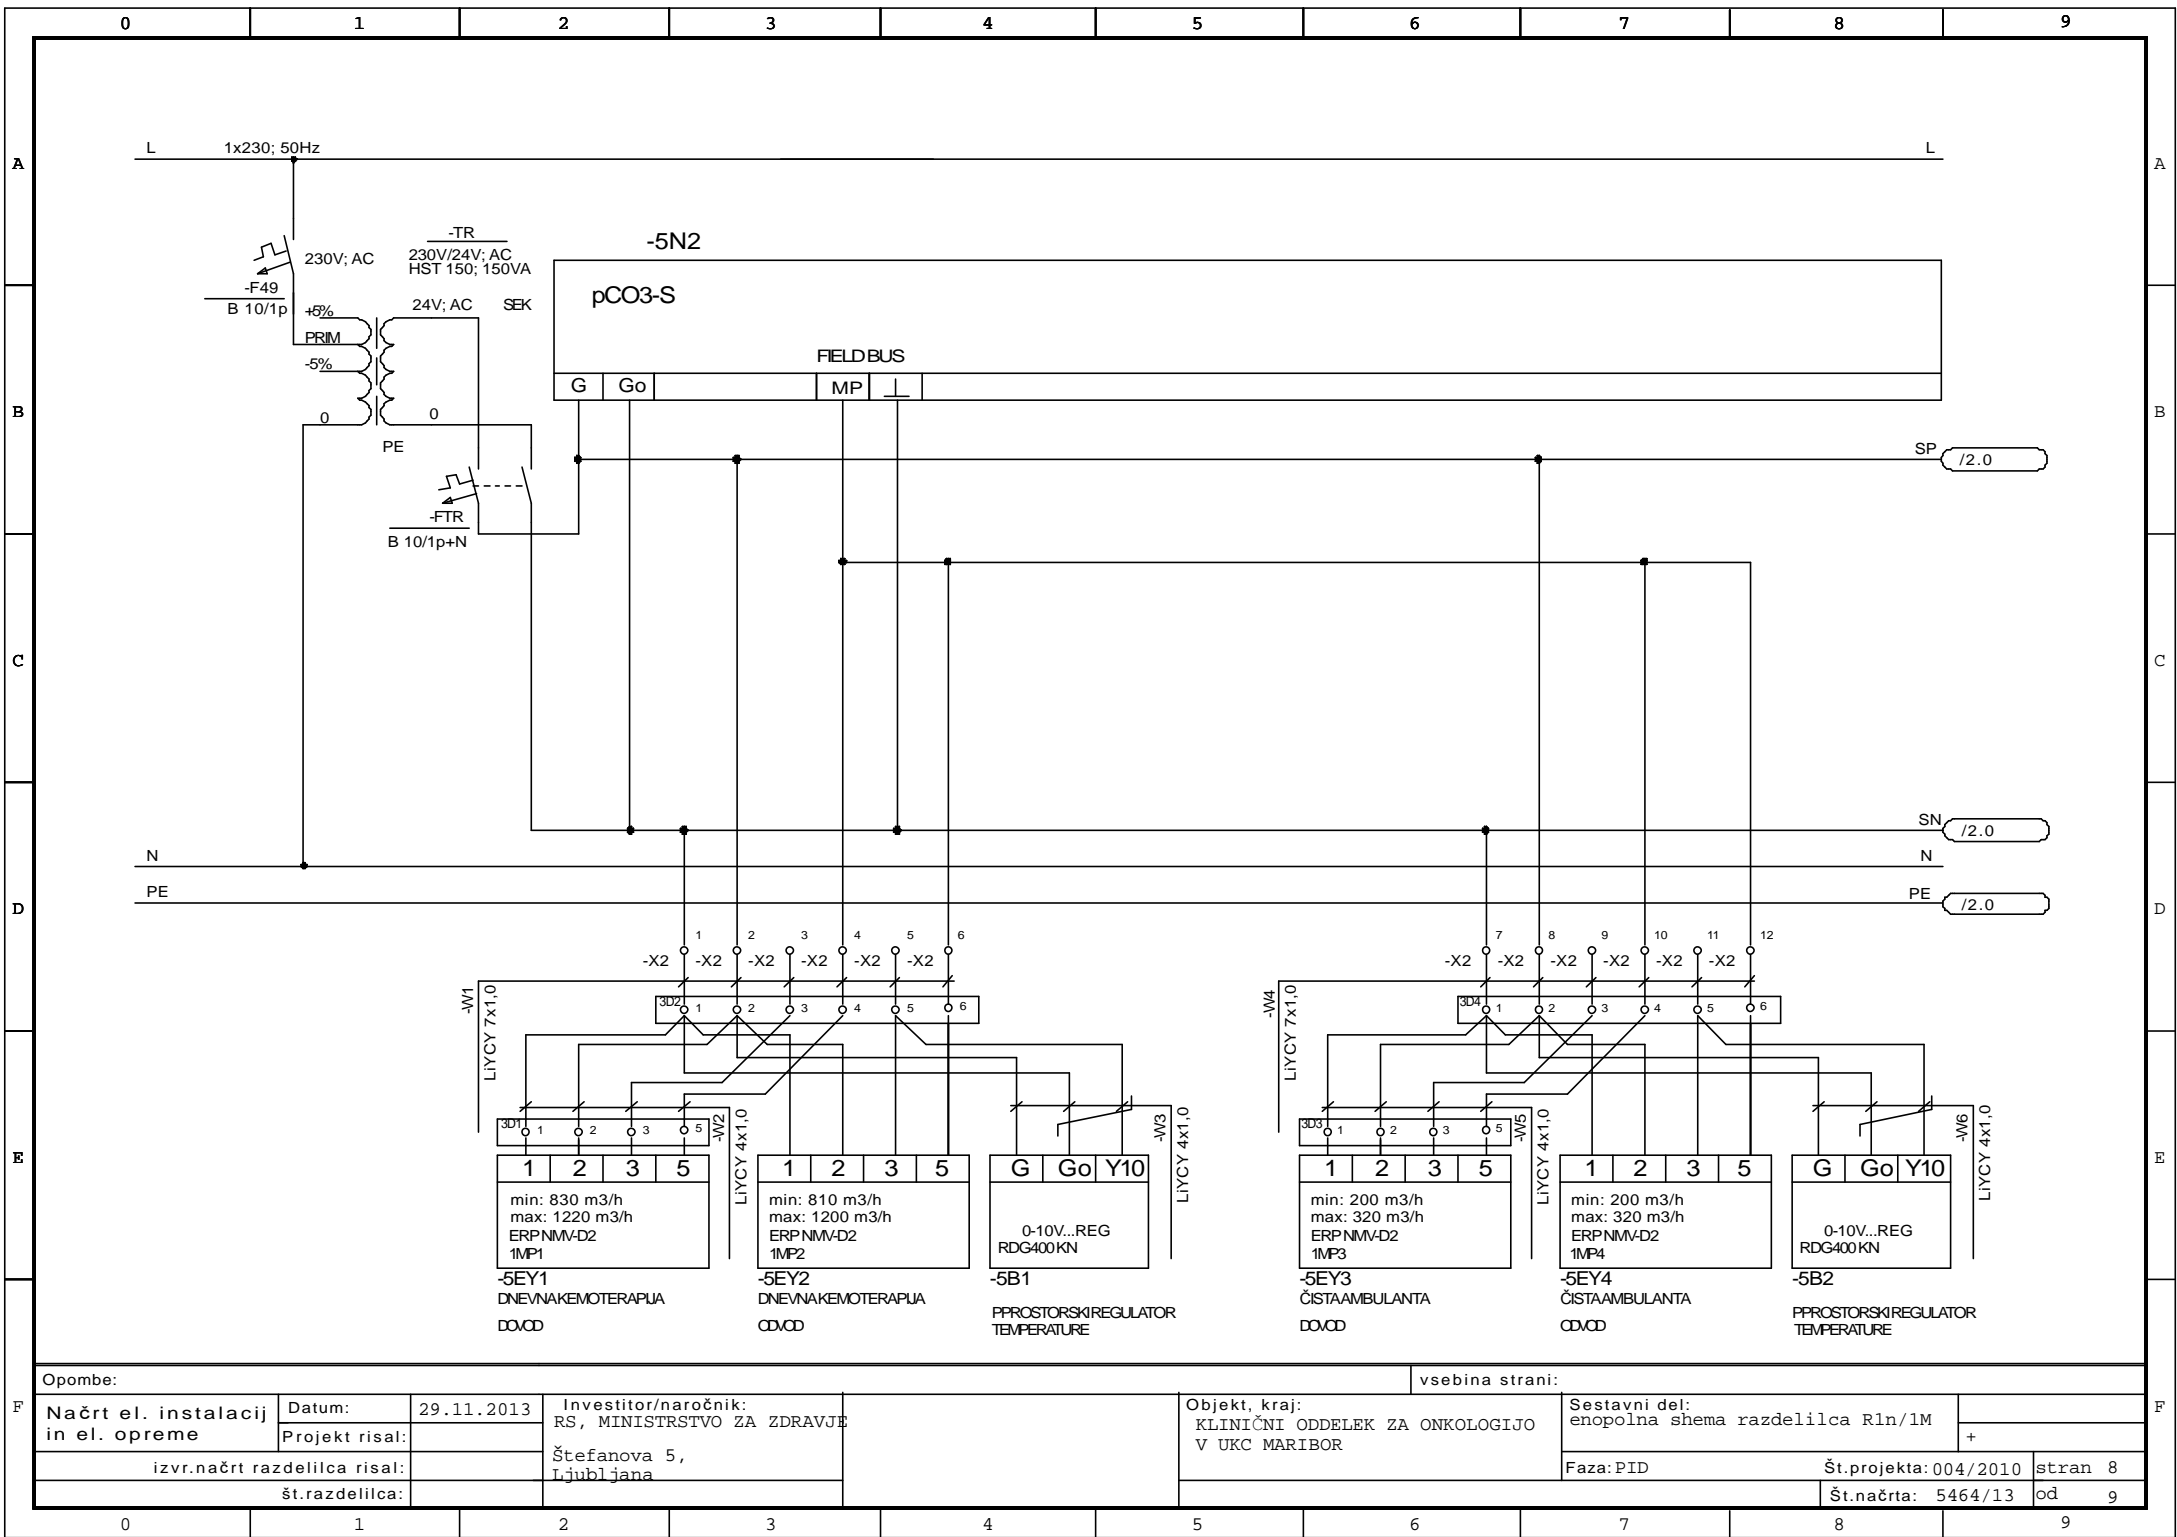 0 1 2 3 4 5 6 7 8 9
L 1x230; 50Hz L
A A
-TR
-5N2
230V; AC 230V/24V; AC
HST 150; 150VA
-F49
B 10/1p
pCO3-S
+5% 24V; AC SEK
PRIM
-5%
FIELD BUS
G Go MP
0 0
B B
PE
SP /2.0
-FTR
B 10/1p+N
C C
SN /2.0
N N
PE PE /2.0
D D
1 2 3 4 5 6 7 8 9 10 11 12
-X2 -X2 -X2 -X2 -X2 -X2 -X2 -X2 -X2 -X2 -X2 -X2
-W1 LiYCY 7x1,0
3D2 1 2 3 4 5 6
-W4 LiYCY 7x1,0
3D4 1 2 3 4 5 6
3D1 1 2 3 5
-W2 LiYCY 4x1,0
-W3 LiYCY 4x1,0
3D3 1 2 3 5
-W5 LiYCY 4x1,0
-W6 LiYCY 4x1,0
E E
1 2 3 5
min: 830 m3/h
max: 1220 m3/h
ERP NMV-D2
1MP1
-5EY1
DNEVNA KEMOTERAPIJA
DOVOD
1 2 3 5
min: 810 m3/h
max: 1200 m3/h
ERP NMV-D2
1MP2
-5EY2
DNEVNA KEMOTERAPIJA
ODVOD
G Go Y10
0-10V...REG
RDG400 KN
-5B1
PPROSTORSKI REGULATOR
TEMPERATURE
1 2 3 5
min: 200 m3/h
max: 320 m3/h
ERP NMV-D2
1MP3
-5EY3
ČISTA AMBULANTA
DOVOD
1 2 3 5
min: 200 m3/h
max: 320 m3/h
ERP NMV-D2
1MP4
-5EY4
ČISTA AMBULANTA
ODVOD
G Go Y10
0-10V...REG
RDG400 KN
-5B2
PPROSTORSKI REGULATOR
TEMPERATURE
Opombe: vsebina strani:
F F
Načrt el. instalacij
in el. opreme
Datum: 29.11.2013
Projekt risal:
izvr.načrt razdelilca risal:
št.razdelilca:
Investitor/naročnik:
RS, MINISTRSTVO ZA ZDRAVJE
Štefanova 5,
Ljubljana
Objekt, kraj:
KLINIČNI ODDELEK ZA ONKOLOGIJO
V UKC MARIBOR
Sestavni del:
enopolna shema razdelilca R1n/1M
+
Faza: PID Št.projekta: 004/2010 stran 8
Št.načrta: 5464/13 od 9
0 1 2 3 4 5 6 7 8 9